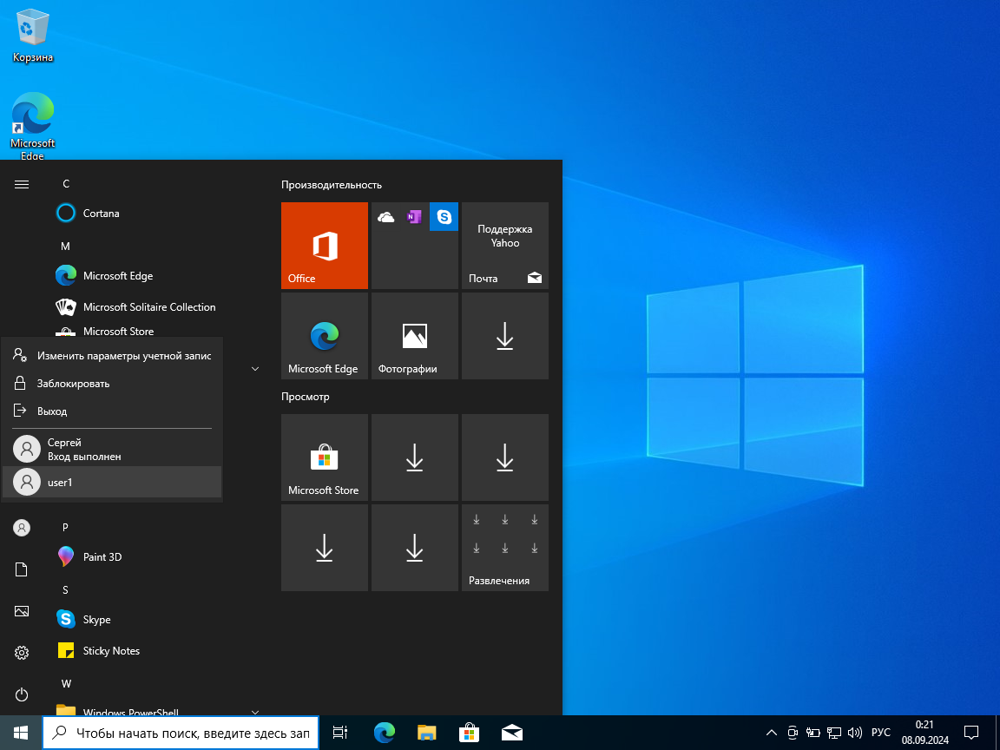 Корзина
Microsoft
Edge
C
Cortana
M
Microsoft Edge
Microsoft Solitaire Collection
Microsoft Store
Изменить параметры учетной запис
Заблокировать
Выход
Сергей
Вход выполнен
user1
P
Paint 3D
S
Skype
Sticky Notes
W
Windows PowerShell
Производительность
Office
N
S
Поддержка
Yahoo
Почта
Microsoft Edge
Фотографии
Просмотр
Microsoft Store
Развлечения
Чтобы начать поиск, введите здесь зап
РУС
0:21
08.09.2024